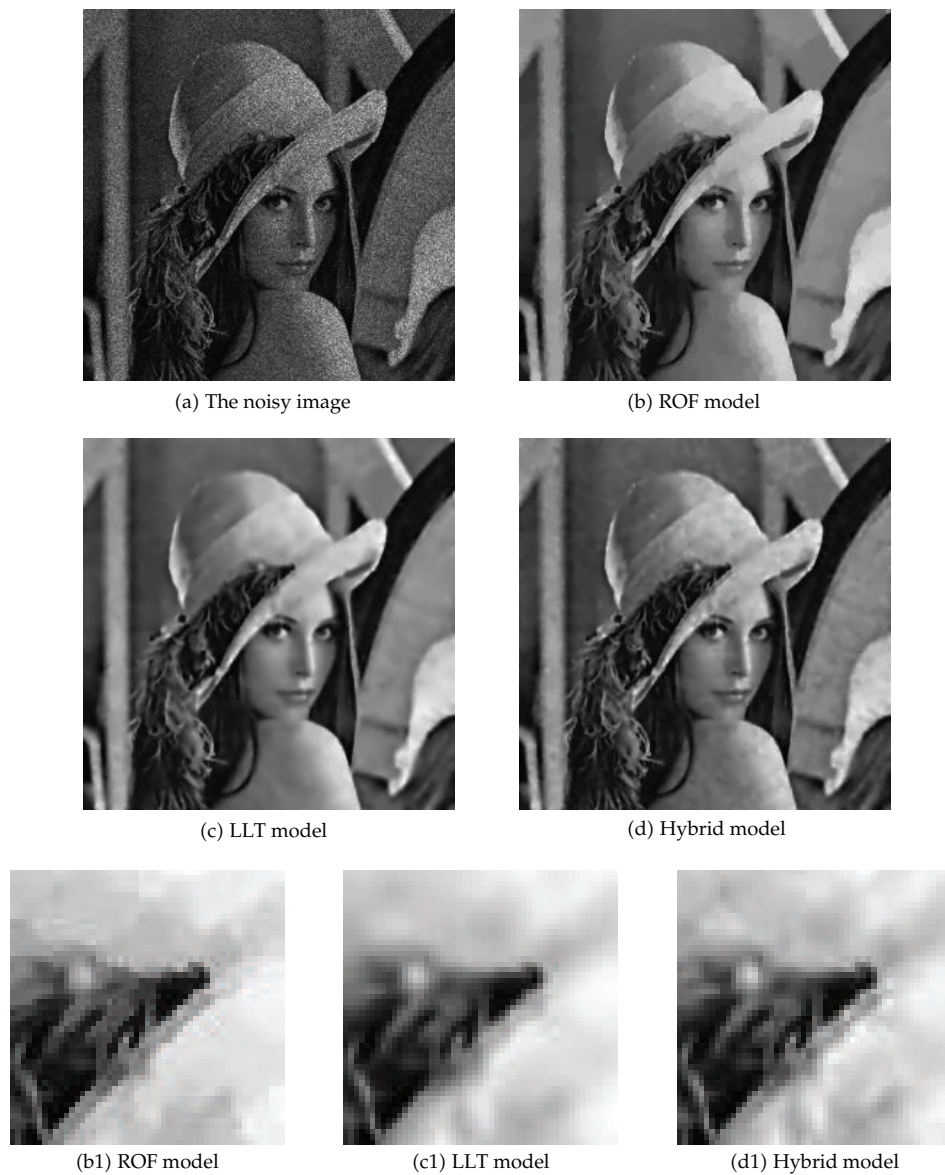 (a) The noisy image
(b) ROF model
(c) LLT model
(d) Hybrid model
(b1) ROF model
(c1) LLT model
(d1) Hybrid model